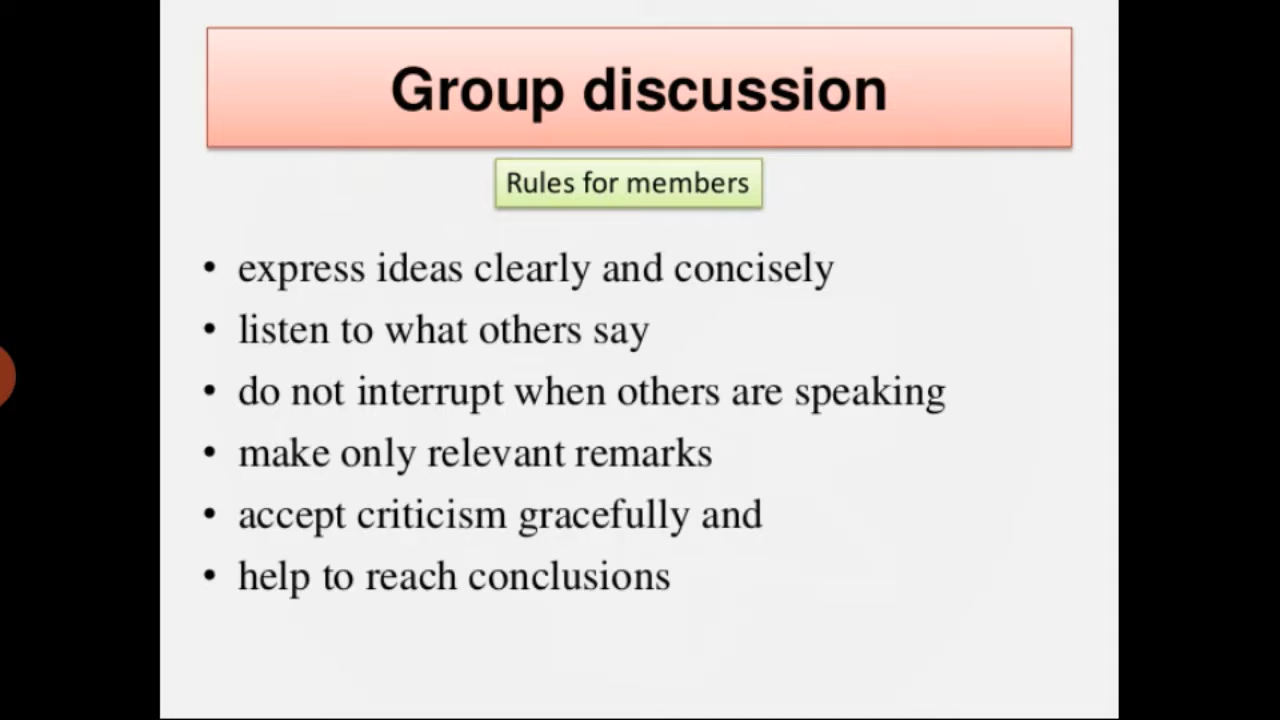 Group discussion
Rules for members
• express ideas clearly and concisely
• listen to what others say
• do not interrupt when others are speaking
• make only relevant remarks
• accept criticism gracefully and
• help to reach conclusions